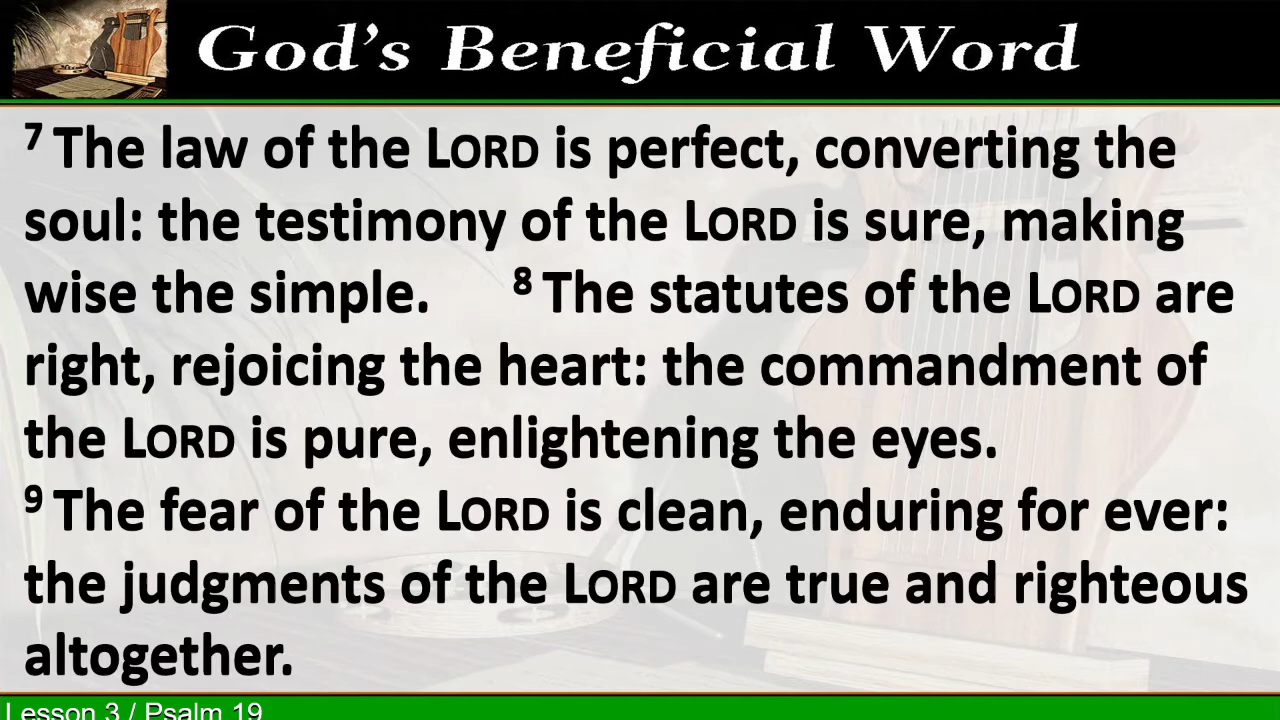 God's Beneficial Word
7 The law of the LORD is perfect, converting the
soul: the testimony of the LORD is sure, making
wise the simple. 8 The statutes of the LORD are
right, rejoicing the heart: the commandment of
the LORD is pure, enlightening the eyes.
9 The fear of the LORD is clean, enduring for ever:
the judgments of the LORD are true and righteous
altogether.
Lesson 3 / Psalm 19